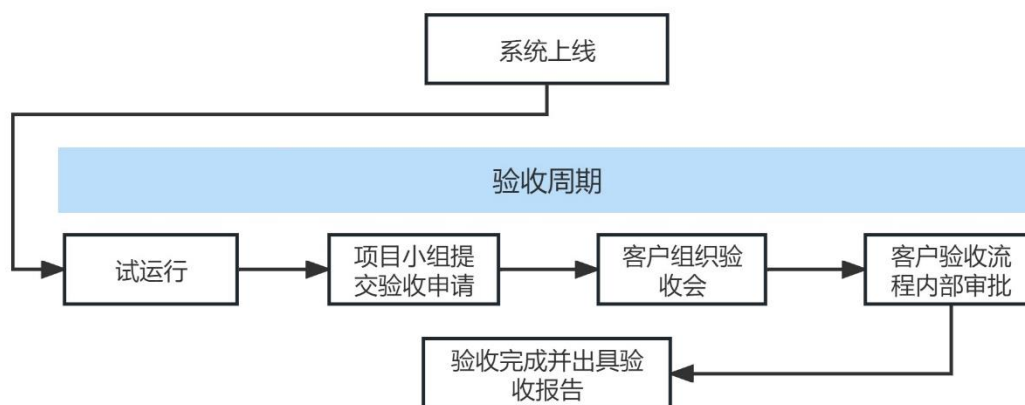 系统上线
验收周期
试运行
项目小组提
交验收申请
客户组织验
收会
客户验收流
程内部审批
验收完成并出具验
收报告